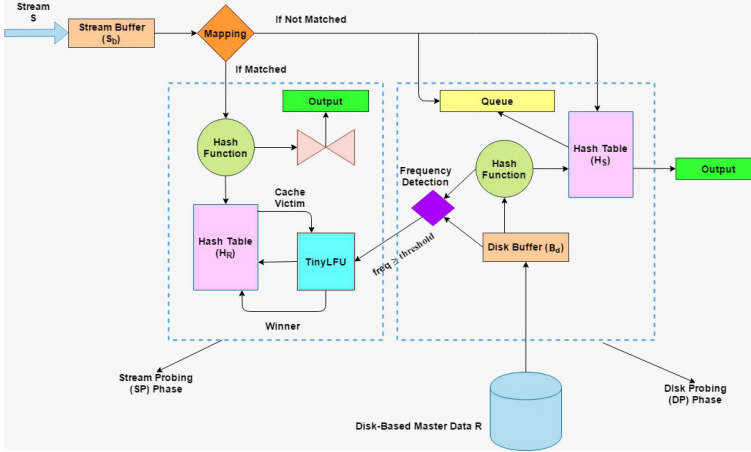 Stream
S
Stream Buffer
(Sb)
Mapping
If Not Matched
If Matched
Output
Queue
Hash
Function
Hash Table
(HS)
Output
Frequency
Detection
Hash
Function
Cache
Victim
Hash Table
(HR)
TinyLFU
freq ≥ threshold
Disk Buffer (Bd)
Winner
Stream Probing
(SP) Phase
Disk Probing
(DP) Phase
Disk-Based Master Data R